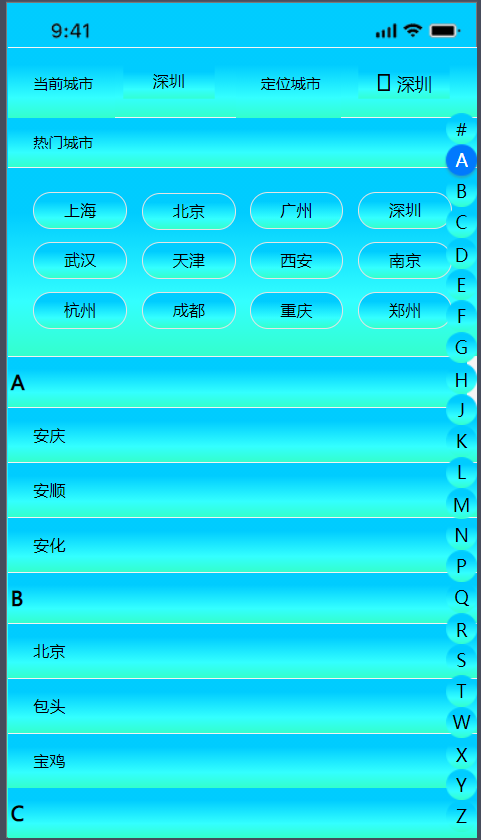 9:41
当前城市 深圳 定位城市 深圳
热门城市
上海 北京 广州 深圳
武汉 天津 西安 南京
杭州 成都 重庆 郑州
A
安庆
安顺
安化
B
北京
包头
宝鸡
C
#
A
B
C
D
E
F
G
H
J
K
L
M
N
P
Q
R
S
T
W
X
Y
Z